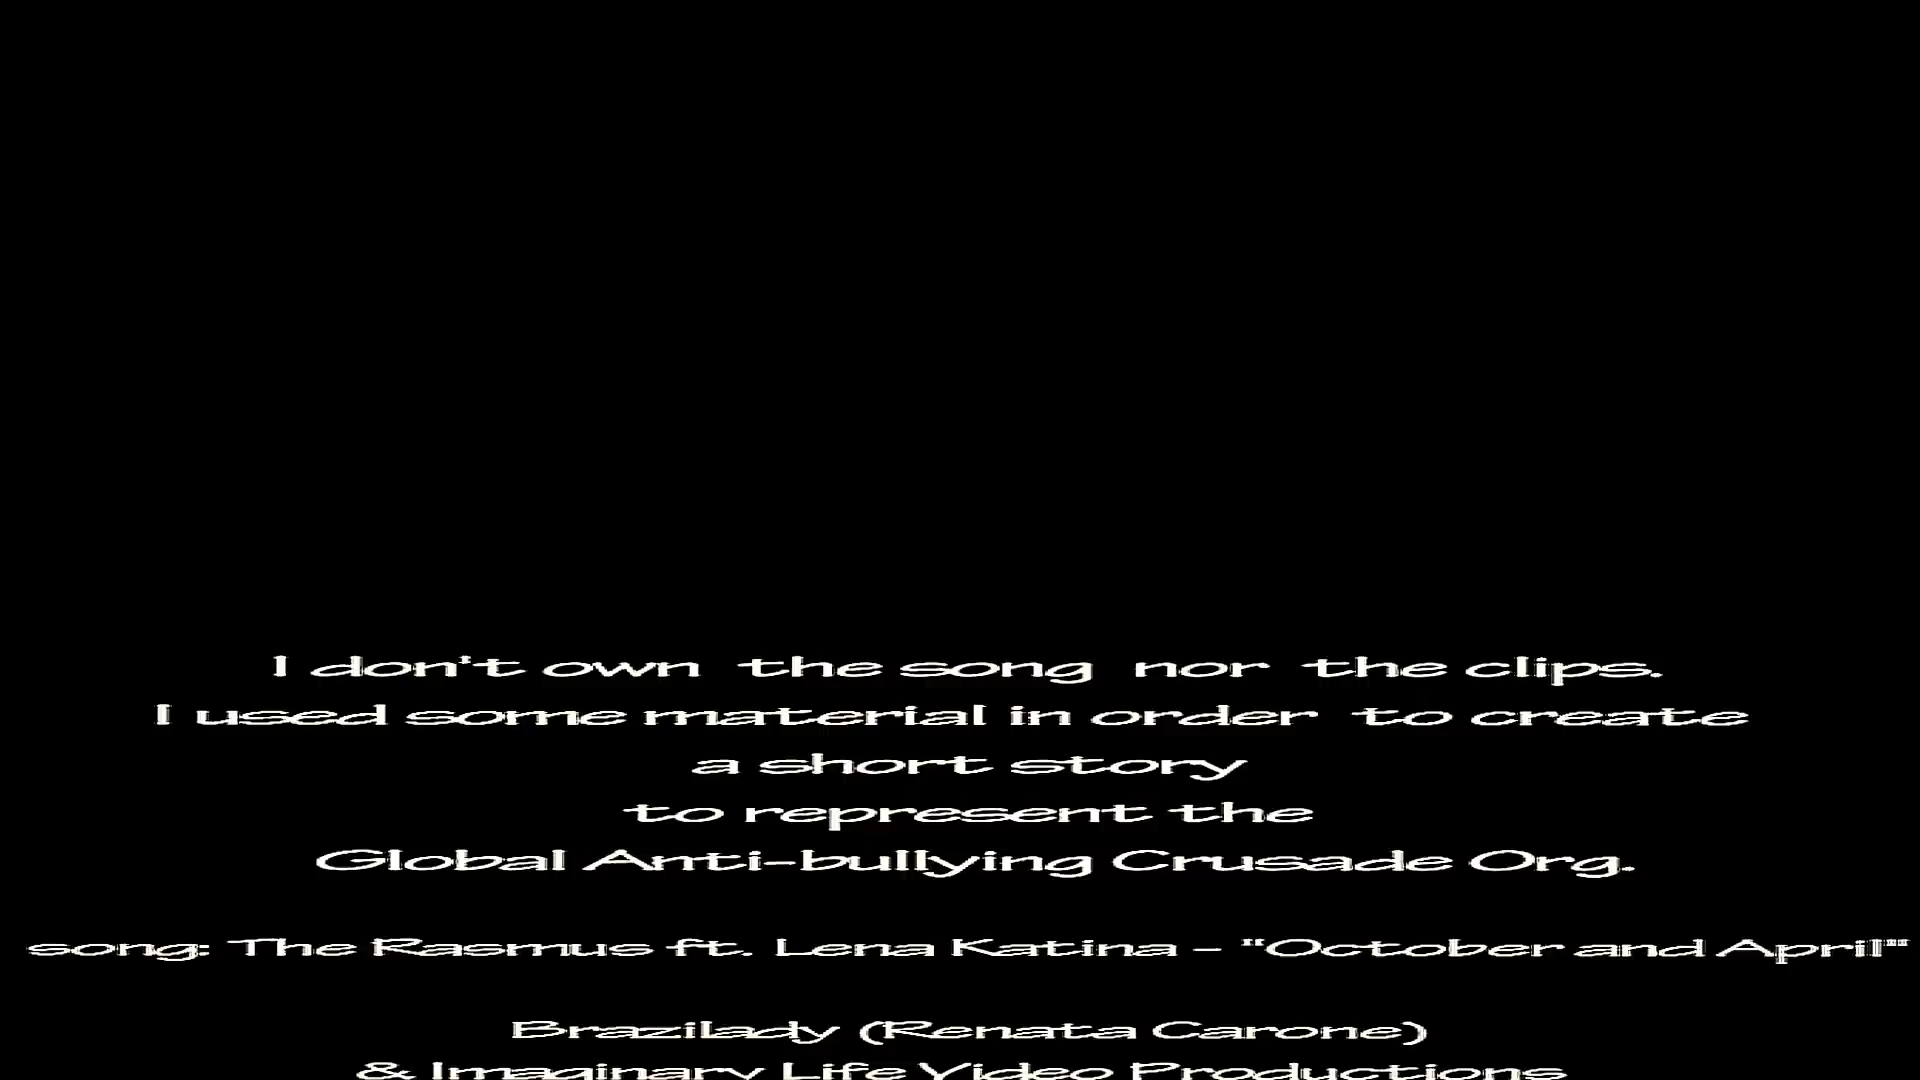 I don't own the song nor the clips.
I used some material in order to create
a short story
to represent the
Global Anti-bullying Crusade Org.
song: The Rasmus ft. Lena Katina - "October and April"
Brazilady (Renata Carone)
& Imaginary Life Video Productions